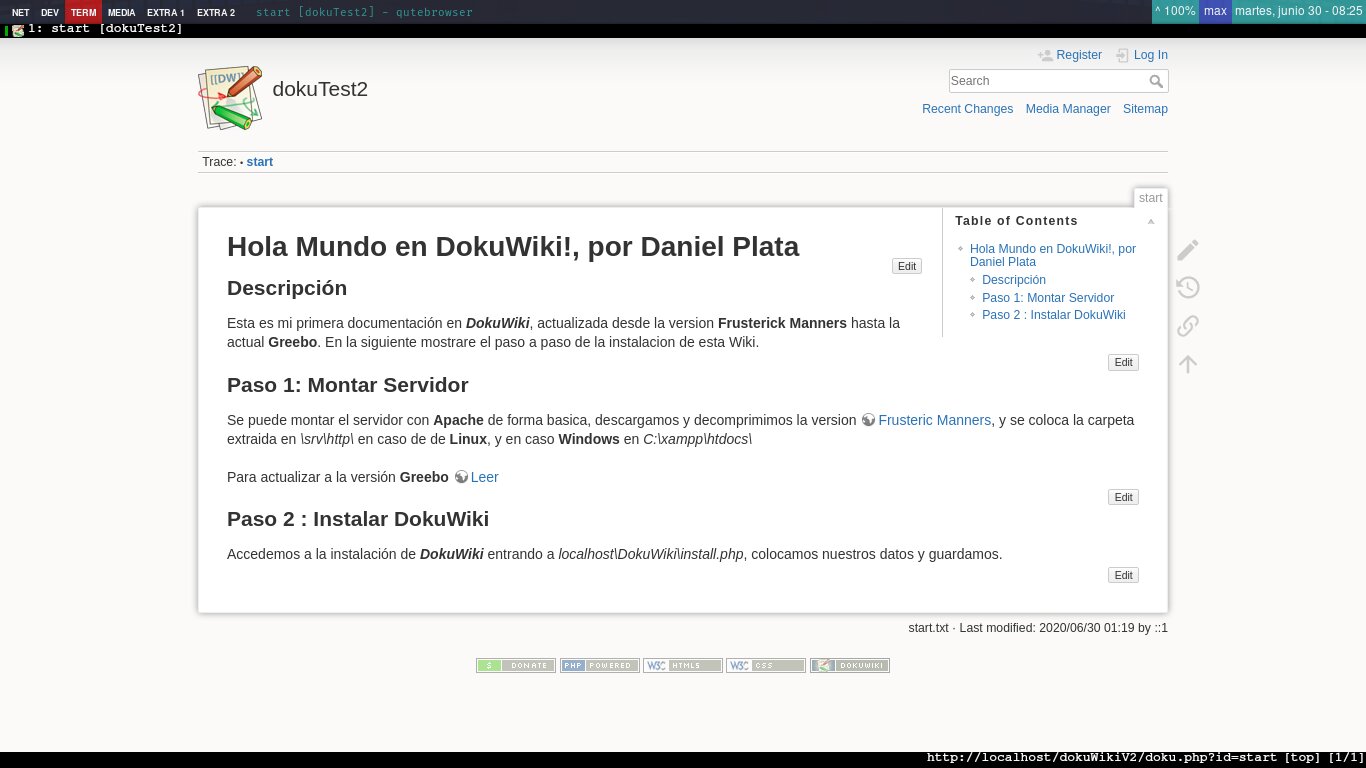 NET DEV TERM MEDIA EXTRA 1 EXTRA 2 start [dokuTest2] - qutebrowser ^ 100% max martes, junio 30 - 08:25
1: start [dokuTest2]
Register Log In
[[DW]]
dokuTest2
Search
Recent Changes Media Manager Sitemap
Trace: • start
start
Table of Contents
Hola Mundo en DokuWiki!, por
Daniel Plata
Descripción
Paso 1: Montar Servidor
Paso 2 : Instalar DokuWiki
Hola Mundo en DokuWiki!, por Daniel Plata
Edit
Descripción
Esta es mi primera documentación en DokuWiki, actualizada desde la version Frusterick Manners hasta la
actual Greebo. En la siguiente mostrare el paso a paso de la instalacion de esta Wiki.
Edit
Paso 1: Montar Servidor
Se puede montar el servidor con Apache de forma basica, descargamos y decomprimimos la version Frusteric Manners, y se coloca la carpeta
extraida en \srv\http\ en caso de de Linux, y en caso Windows en C:\xampp\htdocs\
Para actualizar a la versión Greebo Leer
Edit
Paso 2 : Instalar DokuWiki
Accedemos a la instalación de DokuWiki entrando a localhost\DokuWiki\install.php, colocamos nuestros datos y guardamos.
Edit
start.txt · Last modified: 2020/06/30 01:19 by ::1
$ DONATE PHP POWERED W3C HTML5 W3C CSS DOKUWIKI
http://localhost/dokuWikiV2/doku.php?id=start [top] [1/1]